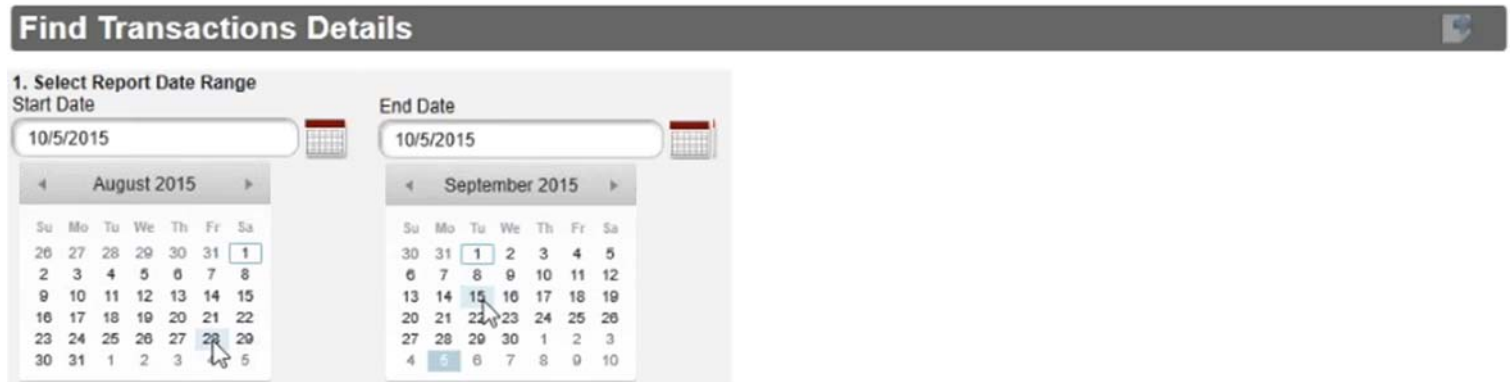 Find Transactions Details
1. Select Report Date Range
Start Date
End Date
10/5/2015
10/5/2015
August 2015
September 2015
Su Mo Tu We Th Fr Sa
26 27 28 29 30 31 1
2 3 4 5 6 7 8
9 10 11 12 13 14 15
16 17 18 19 20 21 22
23 24 25 26 27 28 29
30 31 1 2 3 4 5
Su Mo Tu We Th Fr Sa
30 31 1 2 3 4 5
6 7 8 9 10 11 12
13 14 15 16 17 18 19
20 21 22 23 24 25 26
27 28 29 30 1 2 3
4 5 6 7 8 9 10